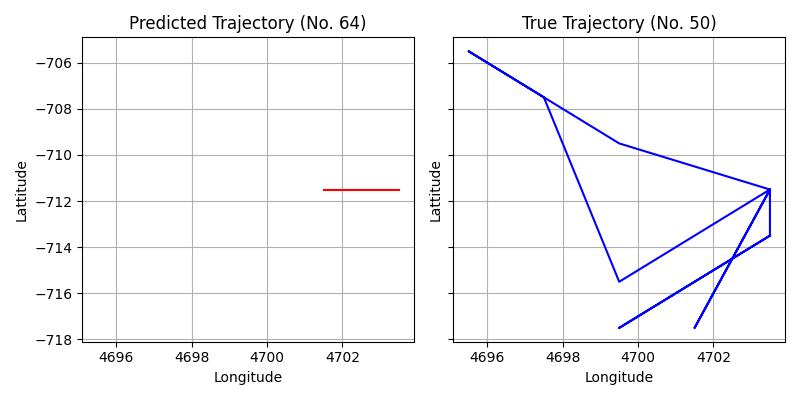 Predicted Trajectory (No. 64)
True Trajectory (No. 50)
Lattitude
−706
−708
−710
−712
−714
−716
−718
4696
4698
4700
4702
Longitude
Lattitude
4696
4698
4700
4702
Longitude